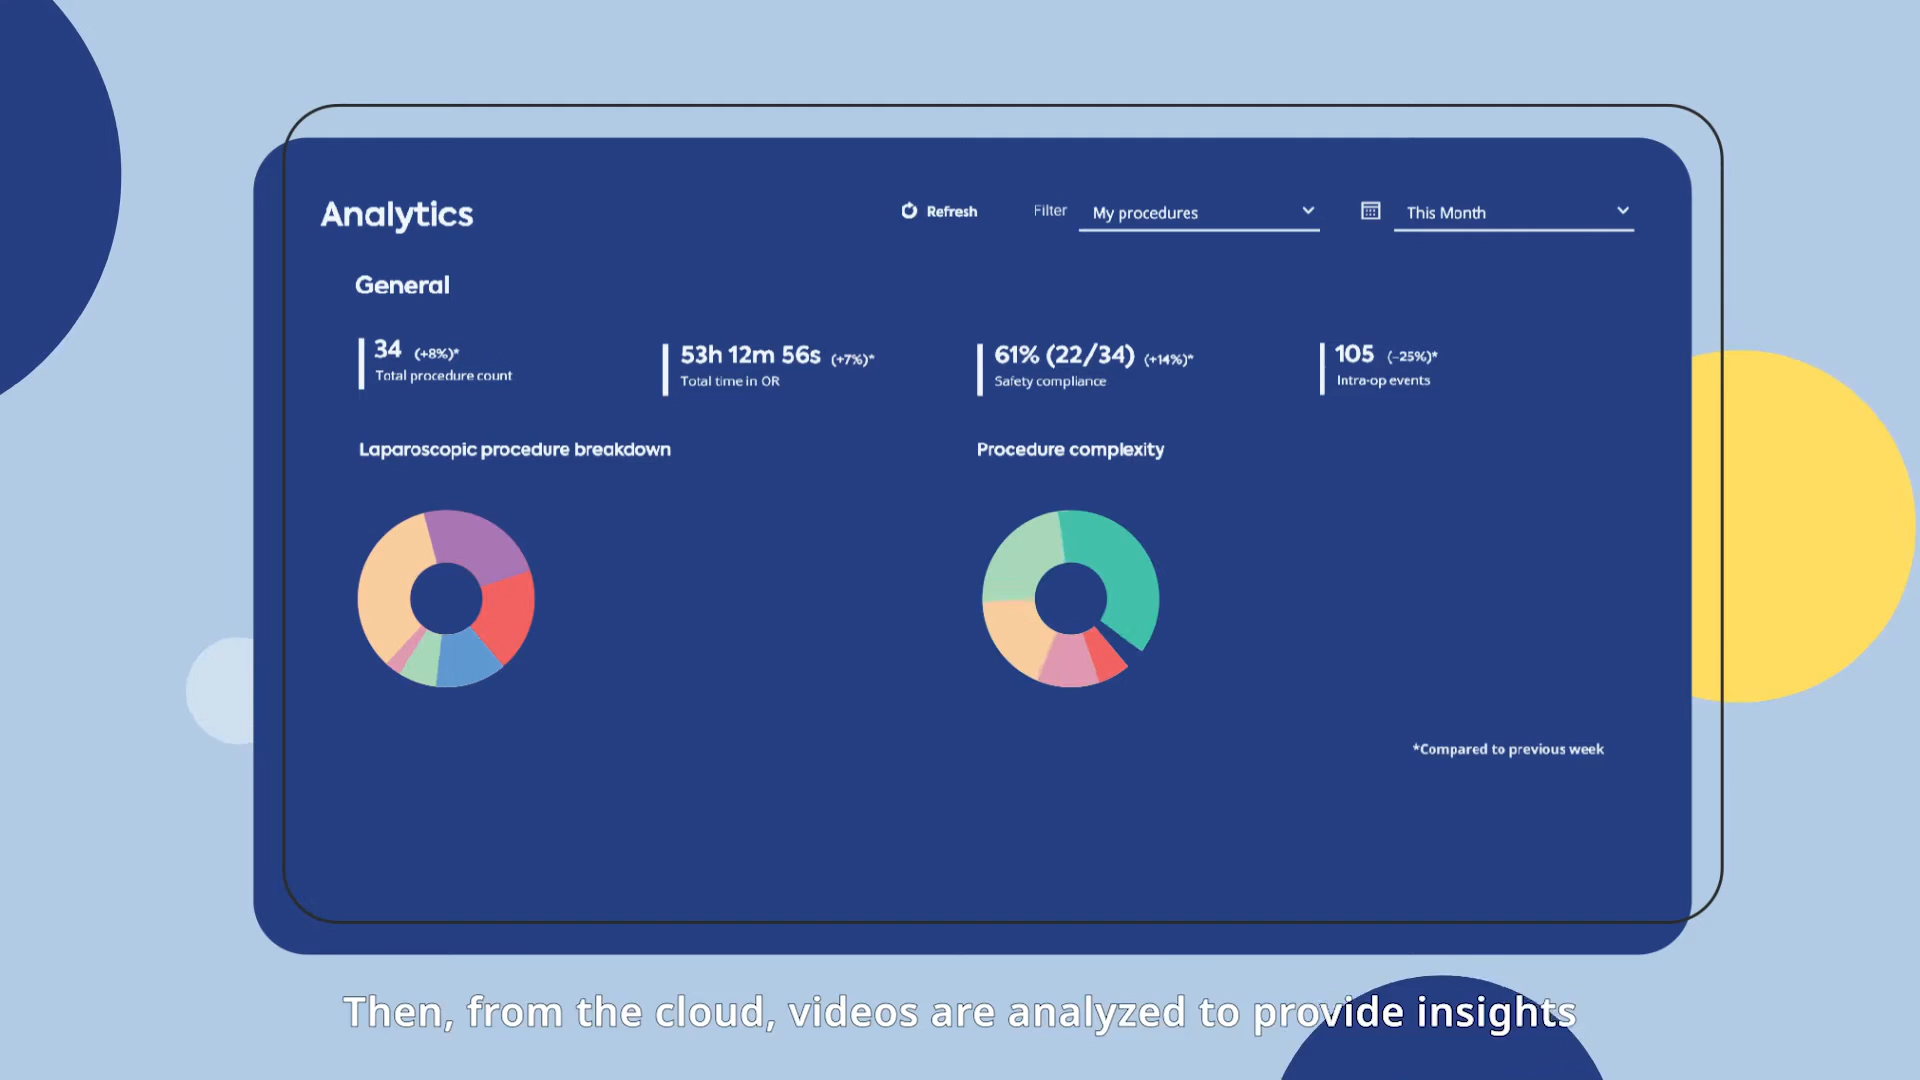 Analytics
Refresh
Filter
My procedures
This Month
General
34 (+8%)*
Total procedure count
53h 12m 56s (+7%)*
Total time in OR
61% (22/34) (+14%)*
Safety compliance
105 (-25%)*
Intra-op events
Laparoscopic procedure breakdown
Procedure complexity
*Compared to previous week
Then, from the cloud, videos are analyzed to provide insights